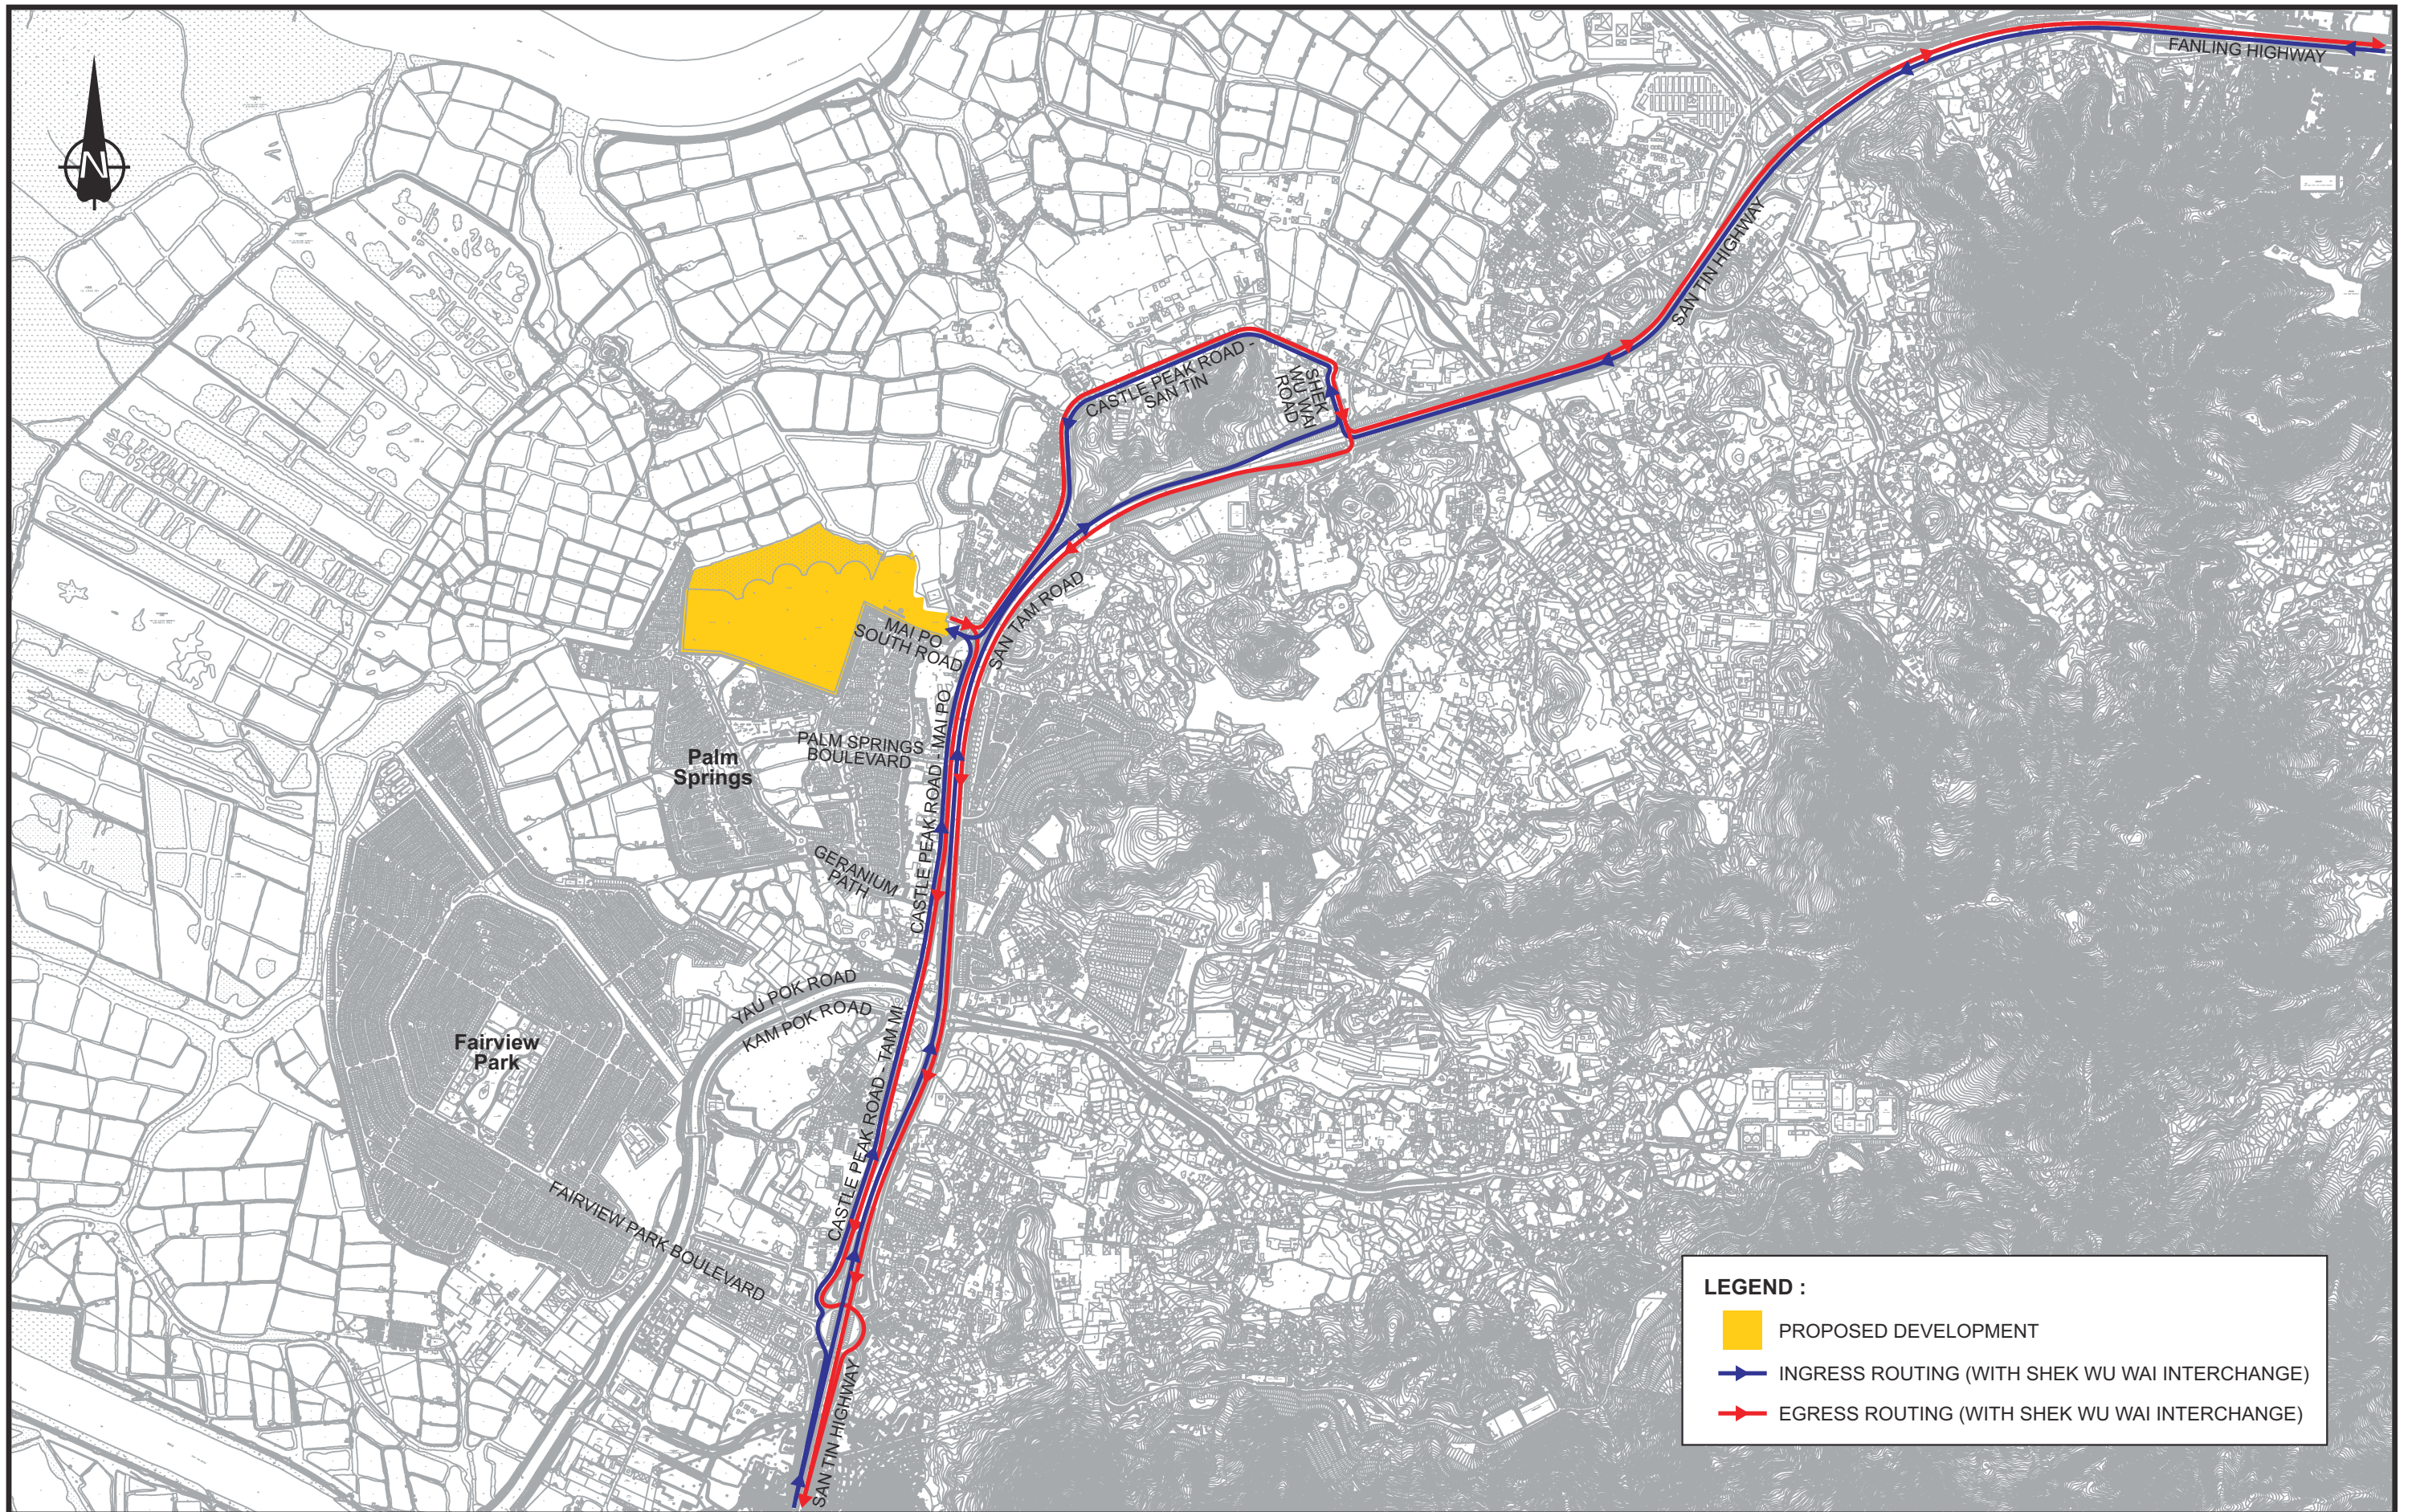 FANLING HIGHWAY
N
SAN TIN HIGHWAY
CASTLE PEAK ROAD -
SAN TIN
SHEK
WU WAI
ROAD
SAN TAM ROAD
MAI PO
SOUTH ROAD
CASTLE PEAK ROAD - MAI PO
PALM SPRINGS
BOULEVARD
Palm
Springs
GERANIUM
PATH
YAU POK ROAD
KAM POK ROAD
CASTLE PEAK ROAD - TAM MI
Fairview
Park
FAIRVIEW PARK BOULEVARD
SAN TIN HIGHWAY
LEGEND :
PROPOSED DEVELOPMENT
INGRESS ROUTING (WITH SHEK WU WAI INTERCHANGE)
EGRESS ROUTING (WITH SHEK WU WAI INTERCHANGE)